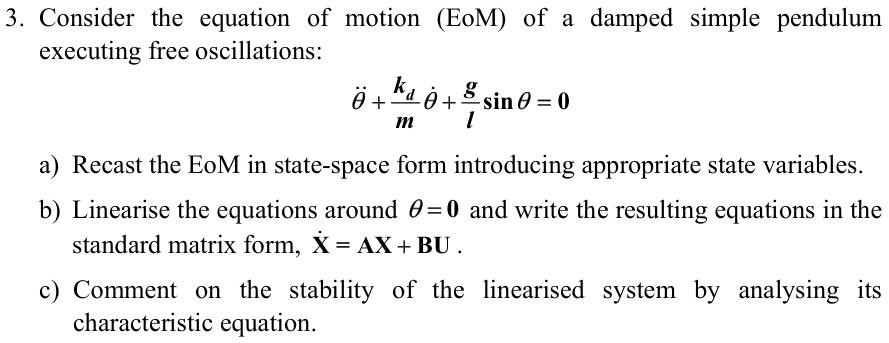 3. Consider the equation of motion (EoM) of a damped simple pendulum
executing free oscillations:
θ̈ + k_d/m θ̇ + g/l sin θ = 0
a) Recast the EoM in state-space form introducing appropriate state variables.
b) Linearise the equations around θ = 0 and write the resulting equations in the
standard matrix form, Ẋ = AX + BU .
c) Comment on the stability of the linearised system by analysing its
characteristic equation.